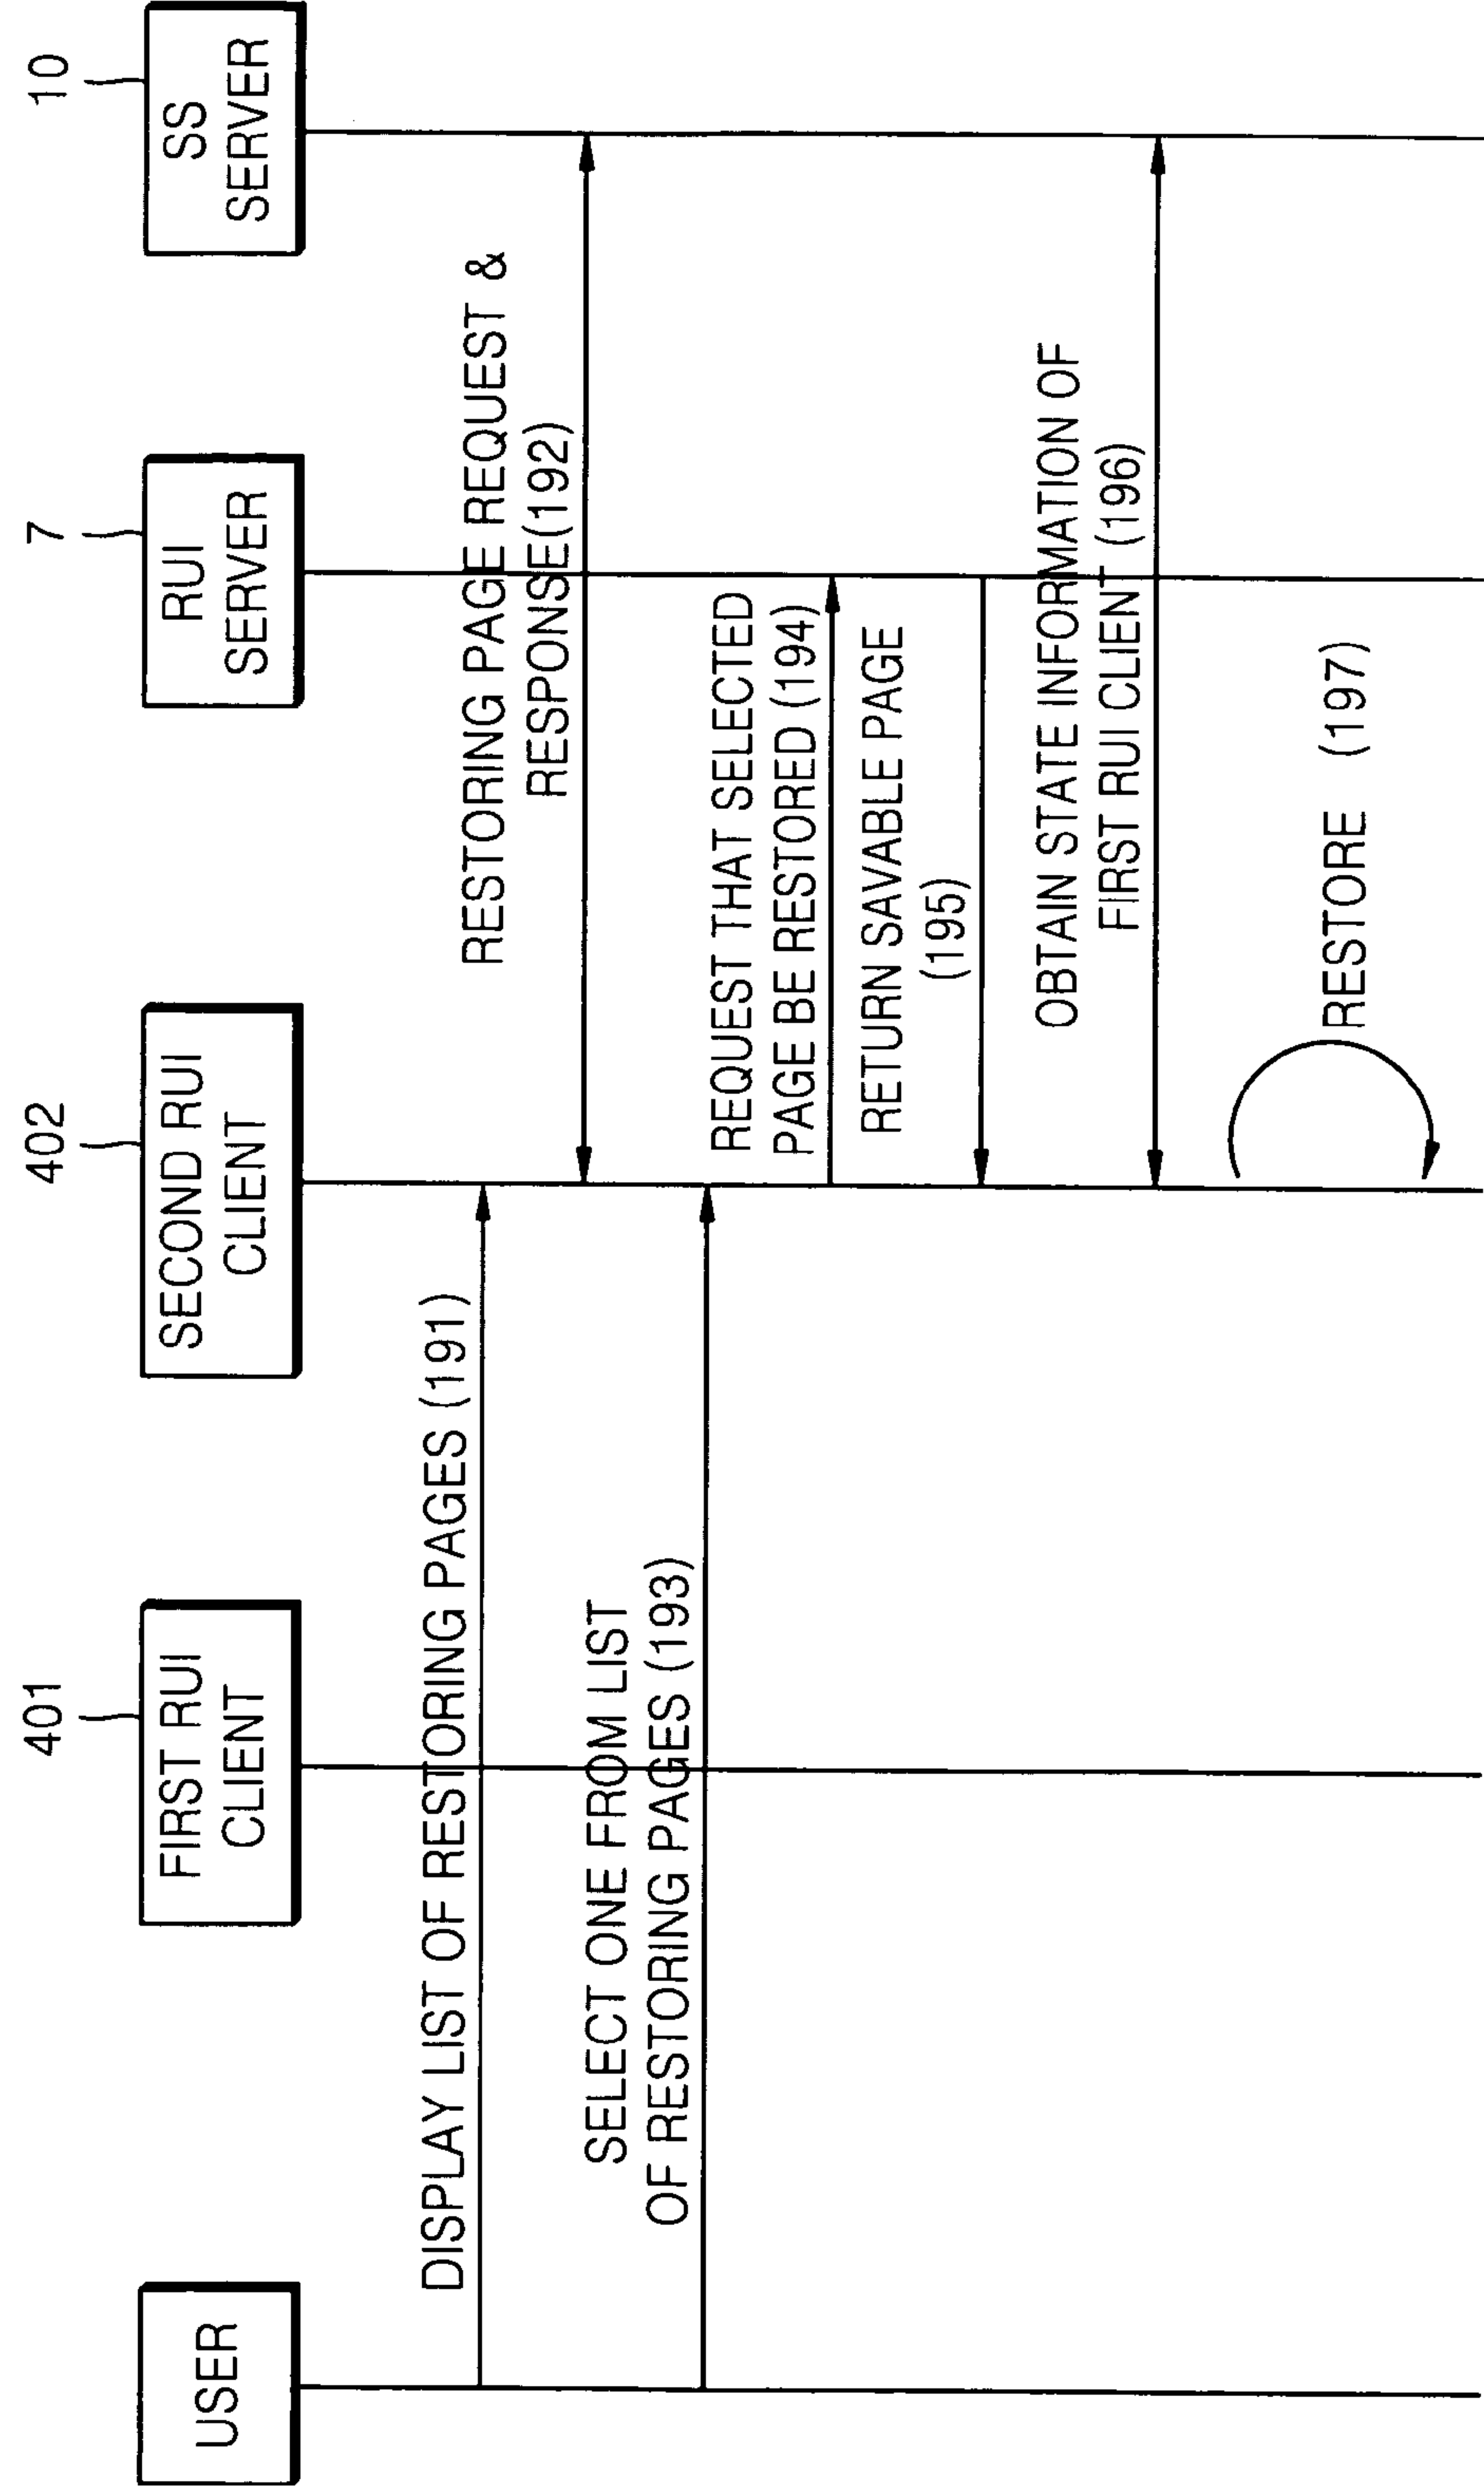 USER
401
FIRST RUI
CLIENT
402
SECOND RUI
CLIENT
7
RUI
SERVER
10
SS
SERVER
DISPLAY LIST OF RESTORING PAGES (191)
RESTORING PAGE REQUEST &
RESPONSE(192)
SELECT ONE FROM LIST
OF RESTORING PAGES (193)
REQUEST THAT SELECTED
PAGE BE RESTORED (194)
RETURN SAVABLE PAGE
(195)
OBTAIN STATE INFORMATION OF
FIRST RUI CLIENT (196)
RESTORE (197)